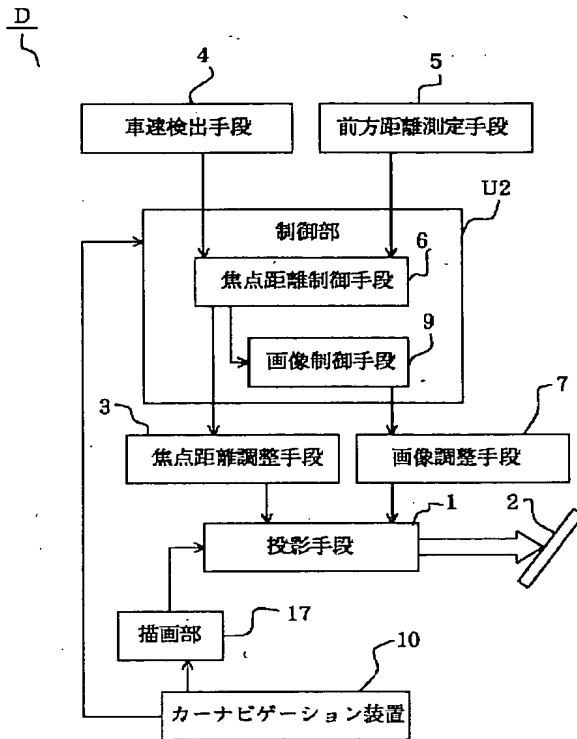 D
4
5
車速検出手段
前方距離測定手段
U2
制御部
6
焦点距離制御手段
9
画像制御手段
3
7
焦点距離調整手段
画像調整手段
1
2
投影手段
17
描画部
10
カーナビゲーション装置